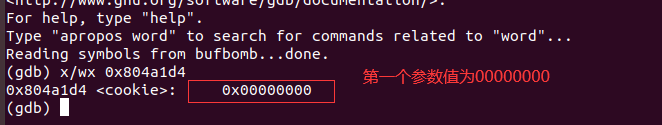 <http://www.gnu.org/software/gdb/documentation/>.
For help, type "help".
Type "apropos word" to search for commands related to "word"...
Reading symbols from bufbomb...done.
(gdb) x/wx 0x804a1d4
0x804a1d4 <cookie>: 0x00000000
第一个参数值为00000000
(gdb)